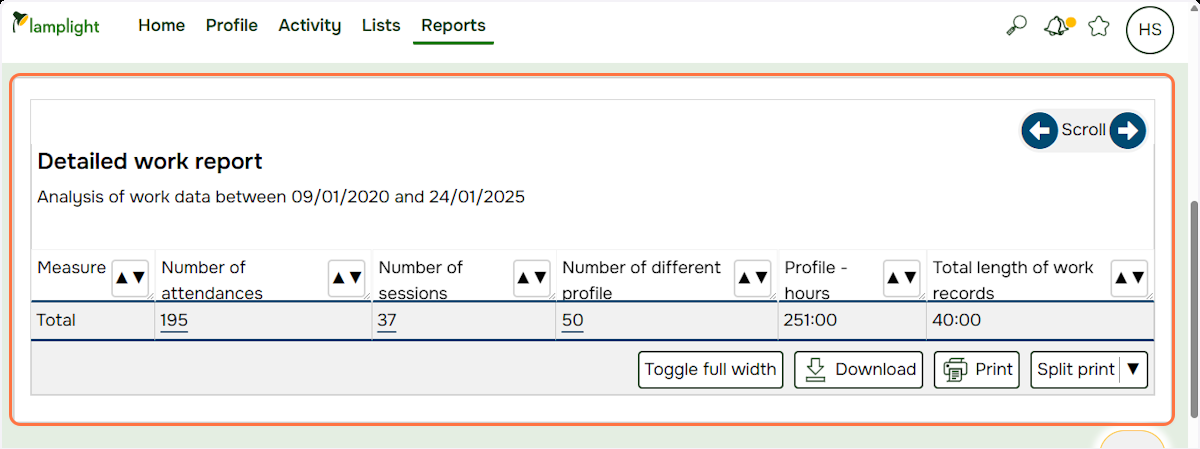 lamplight Home Profile Activity Lists Reports HS
Scroll
Detailed work report
Analysis of work data between 09/01/2020 and 24/01/2025
Measure ▲▼ Number of attendances ▲▼ Number of sessions ▲▼ Number of different profile ▲▼ Profile - hours ▲▼ Total length of work records ▲▼
Total 195 37 50 251:00 40:00
Toggle full width Download Print Split print ▼